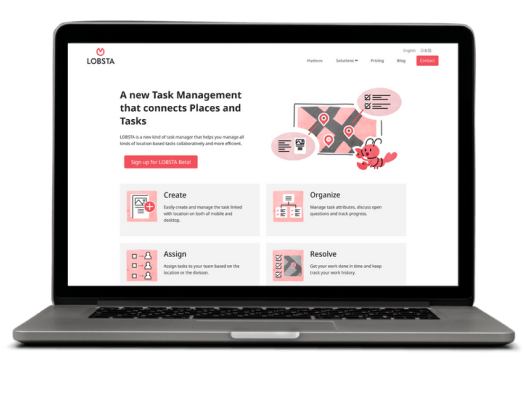 English 日本語
LOBSTA
Platform Solutions Pricing Blog Contact
A new Task Management
that connects Places and
Tasks
LOBSTA is a new kind of task manager that helps you manage all
kinds of location based tasks collaboratively and more efficient.
Sign up for LOBSTA Beta!
Create
Easily create and manage the task linked
with location on both of mobile and
desktop.
Organize
Manage task attributes, discuss open
questions and track progress.
Assign
Assign tasks to your team based on the
location or the division.
Resolve
Get your work done in time and keep
track your work history.